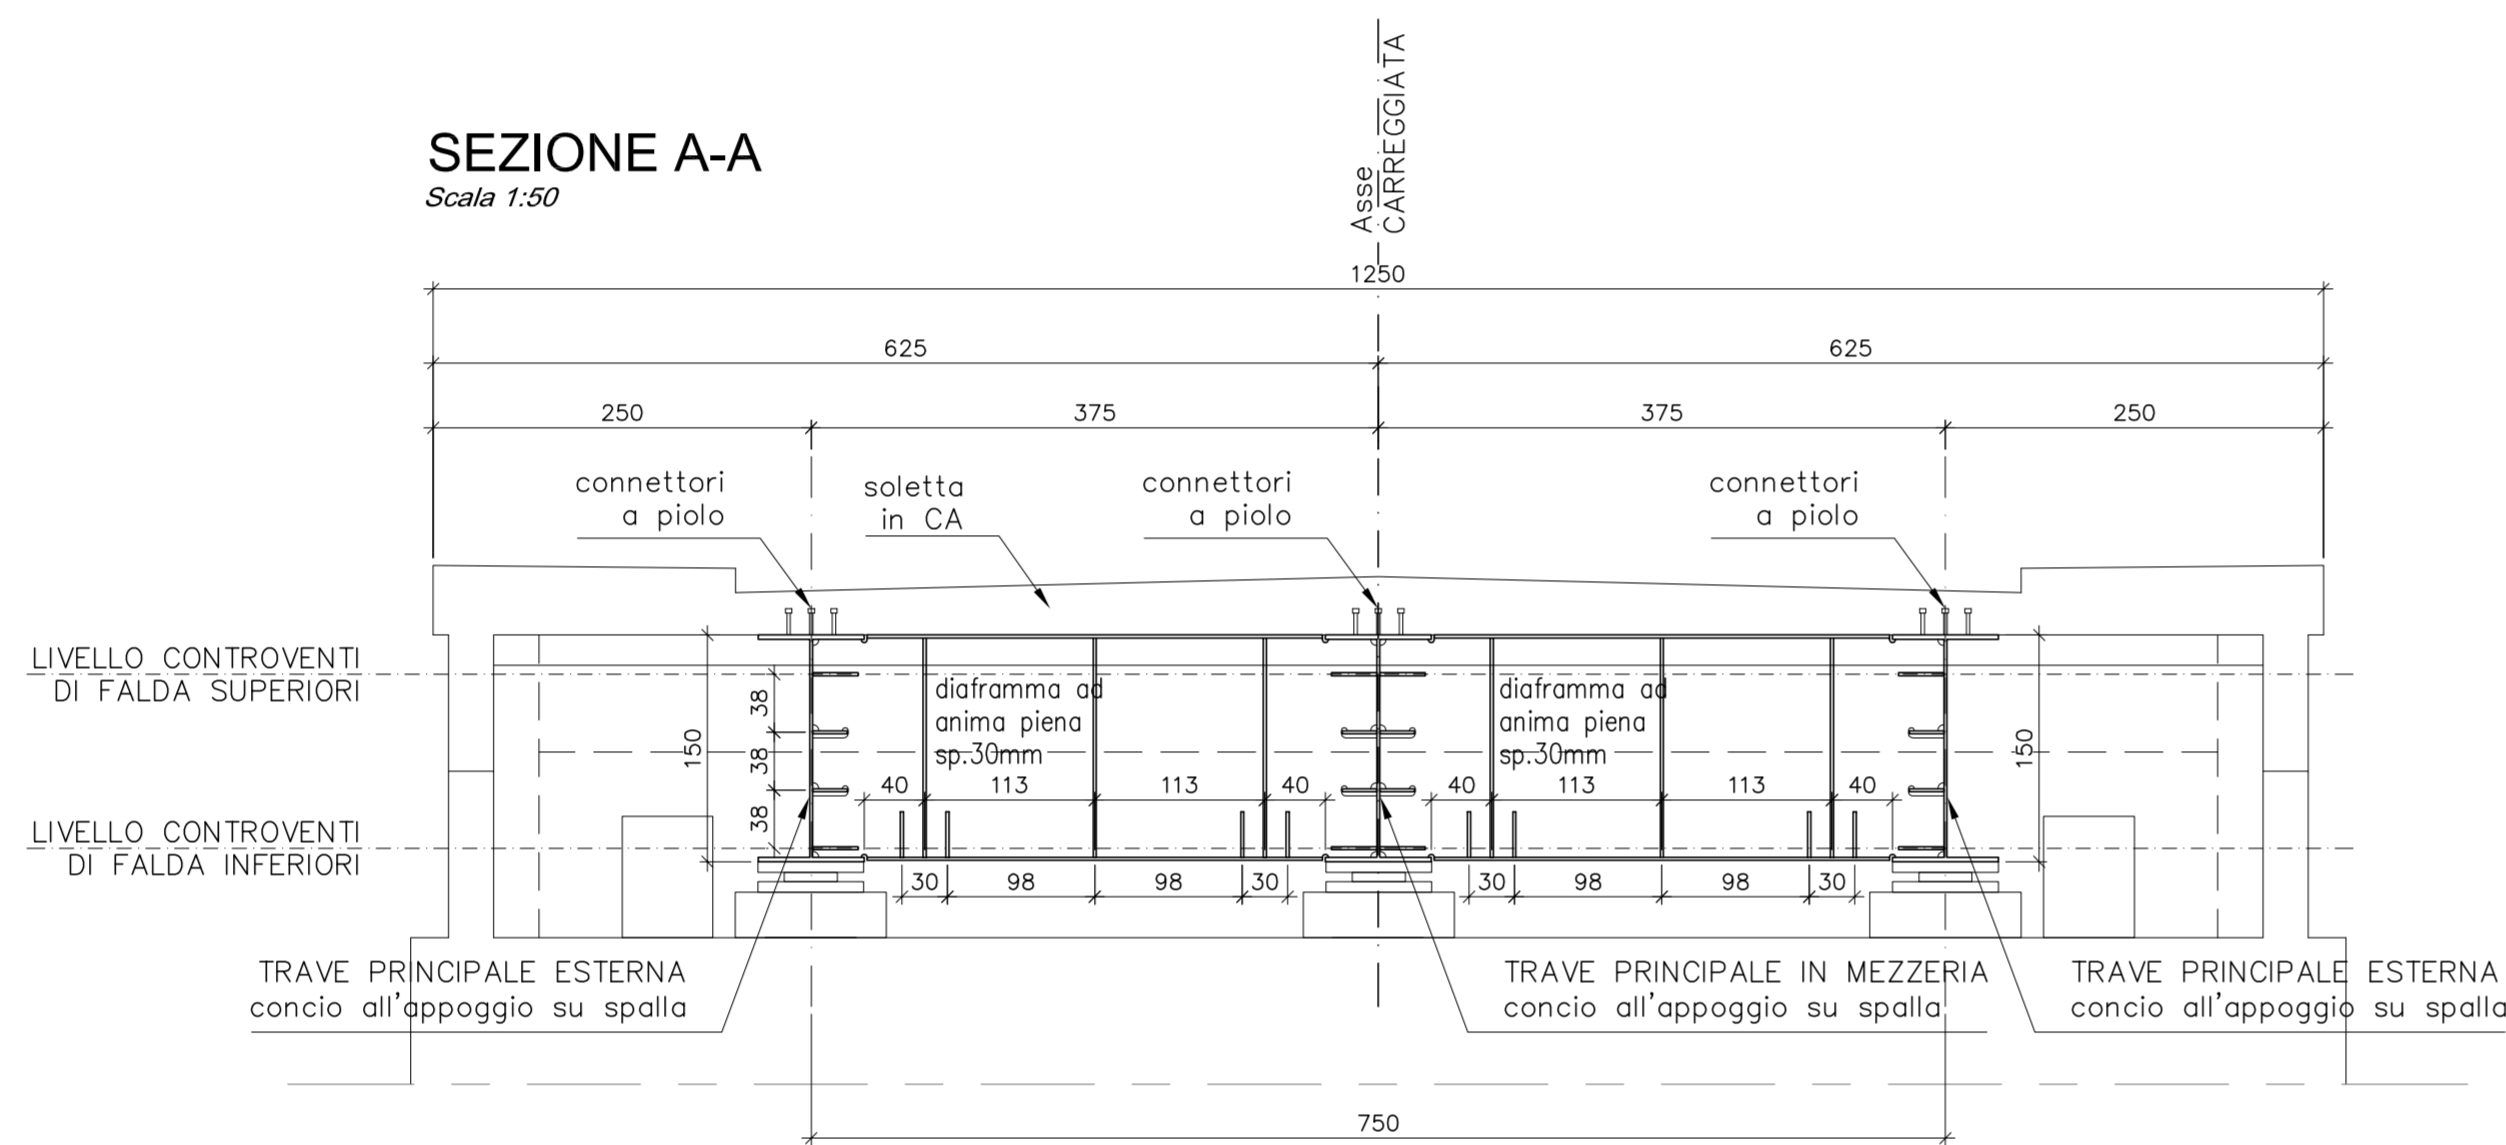 SEZIONE A-A
Scala 1:50
Asse
CARREGGIATA
1250
625
625
250
375
375
250
connettori
a piolo
soletta
in CA
connettori
a piolo
connettori
a piolo
LIVELLO CONTROVENTI
DI FALDA SUPERIORI
LIVELLO CONTROVENTI
DI FALDA INFERIORI
150
38
38
38
diaframma ad
anima piena
sp.30mm
diaframma ad
anima piena
sp.30mm
150
40
113
113
40
40
113
113
40
30
98
98
30
30
98
98
30
TRAVE PRINCIPALE ESTERNA
concio all'appoggio su spalla
TRAVE PRINCIPALE IN MEZZERIA
concio all'appoggio su spalla
TRAVE PRINCIPALE ESTERNA
concio all'appoggio su spalla
750